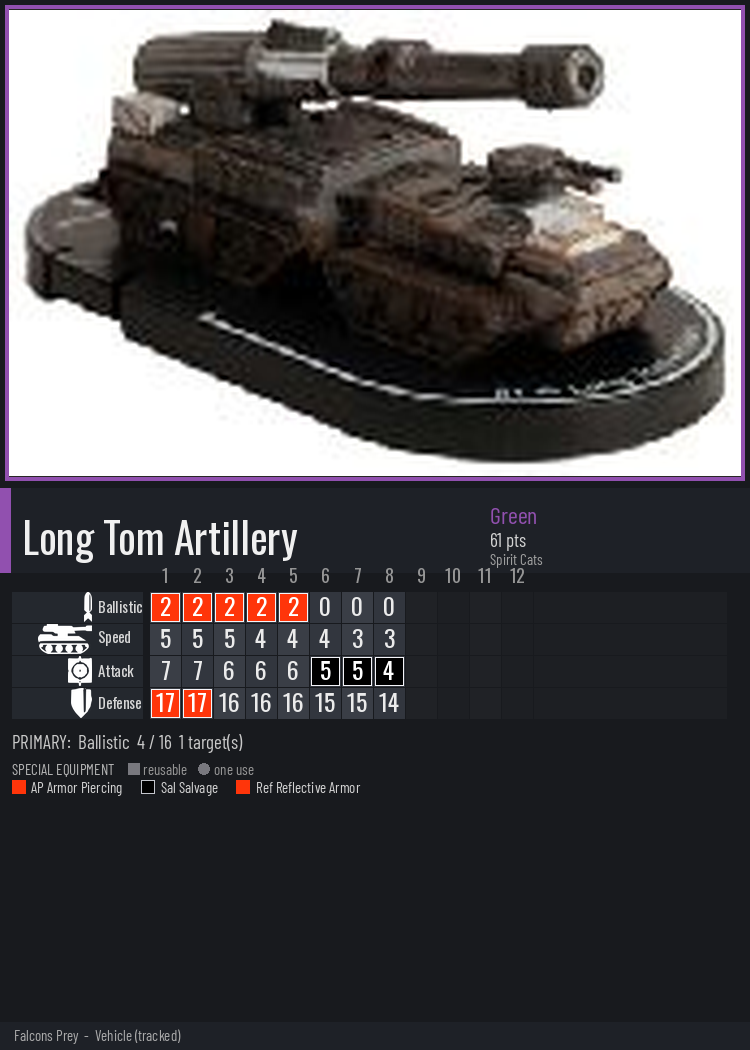 Long Tom Artillery
Green
61 pts
Spirit Cats
1 2 3 4 5 6 7 8 9 10 11 12
Ballistic 2 2 2 2 2 0 0 0
Speed 5 5 5 4 4 4 3 3
Attack 7 7 6 6 6 5 5 4
Defense 17 17 16 16 16 15 15 14
PRIMARY: Ballistic 4 / 16 1 target(s)
SPECIAL EQUIPMENT reusable one use
AP Armor Piercing Sal Salvage Ref Reflective Armor
Falcons Prey - Vehicle (tracked)